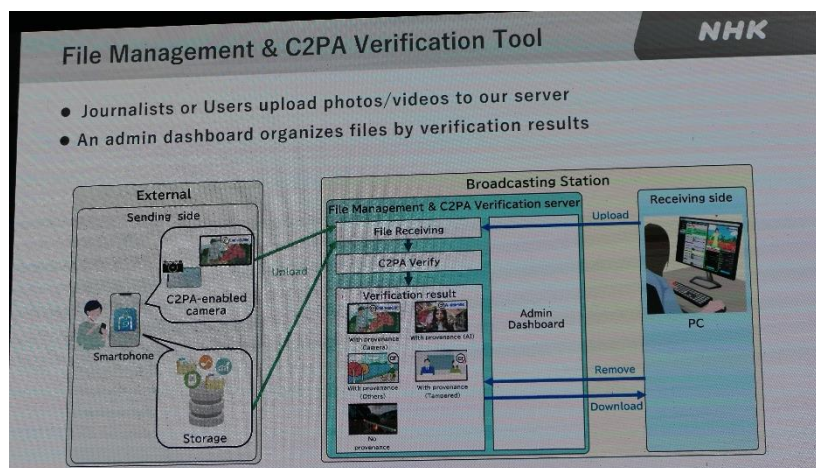 File Management & C2PA Verification Tool
NHK
● Journalists or Users upload photos/videos to our server
● An admin dashboard organizes files by verification results
External
Sending side
C2PA-enabled
camera
Smartphone
Storage
Upload
Broadcasting Station
File Management & C2PA Verification server
File Receiving
C2PA Verify
Verification result
With provenance
(Camera)
With provenance (AI)
With provenance
(Others)
With provenance
(Tampered)
No
provenance
Admin
Dashboard
Upload
Remove
Download
Receiving side
PC